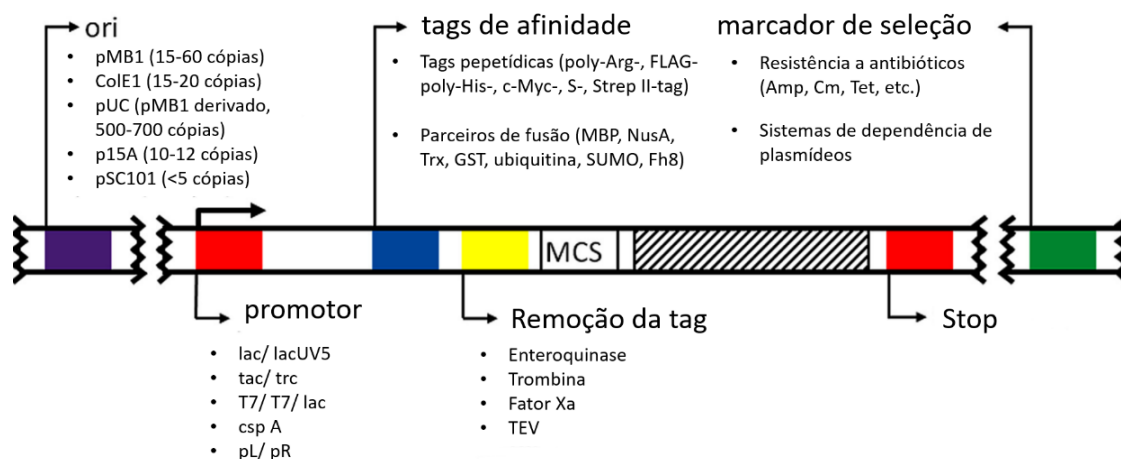 ori
• pMB1 (15-60 cópias)
• ColE1 (15-20 cópias)
• pUC (pMB1 derivado,
500-700 cópias)
• p15A (10-12 cópias)
• pSC101 (<5 cópias)
tags de afinidade
• Tags pepetídicas (poly-Arg-, FLAG-
poly-His-, c-Myc-, S-, Strep II-tag)
• Parceiros de fusão (MBP, NusA,
Trx, GST, ubiquitina, SUMO, Fh8)
marcador de seleção
• Resistência a antibióticos
(Amp, Cm, Tet, etc.)
• Sistemas de dependência de
plasmídeos
MCS
promotor
• lac/ lacUV5
• tac/ trc
• T7/ T7/ lac
• csp A
• pL/ pR
Remoção da tag
• Enteroquinase
• Trombina
• Fator Xa
• TEV
Stop